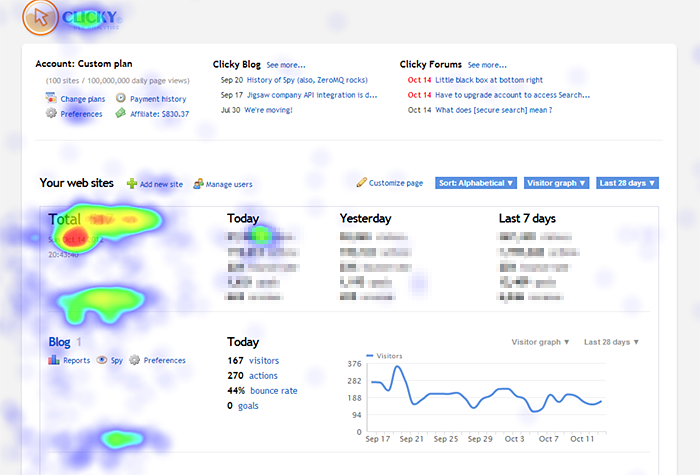 CLICKY
Account: Custom plan
(100 sites / 100,000,000 daily page views)
Change plans Payment history
Preferences Affiliate: $830.37
Clicky Blog See more...
Sep 20 History of Spy (also, ZeroMQ rocks)
Sep 17 Jigsaw company API integration is d...
Jul 30 We're moving!
Clicky Forums See more...
Oct 14 Little black box at bottom right
Oct 14 Have to upgrade account to access Search...
Oct 14 What does [secure search] mean ?
Your web sites Add new site Manage users Customize page Sort: Alphabetical ▼ Visitor graph ▼ Last 28 days ▼
Total Today Yesterday Last 7 days
20:43:40
Blog 1 Today Visitor graph ▼ Last 28 days ▼
Reports Spy Preferences
167 visitors
270 actions
44% bounce rate
0 goals
Visitors
376
282
188
94
0
Sep 17 Sep 21 Sep 25 Sep 29 Oct 3 Oct 7 Oct 11